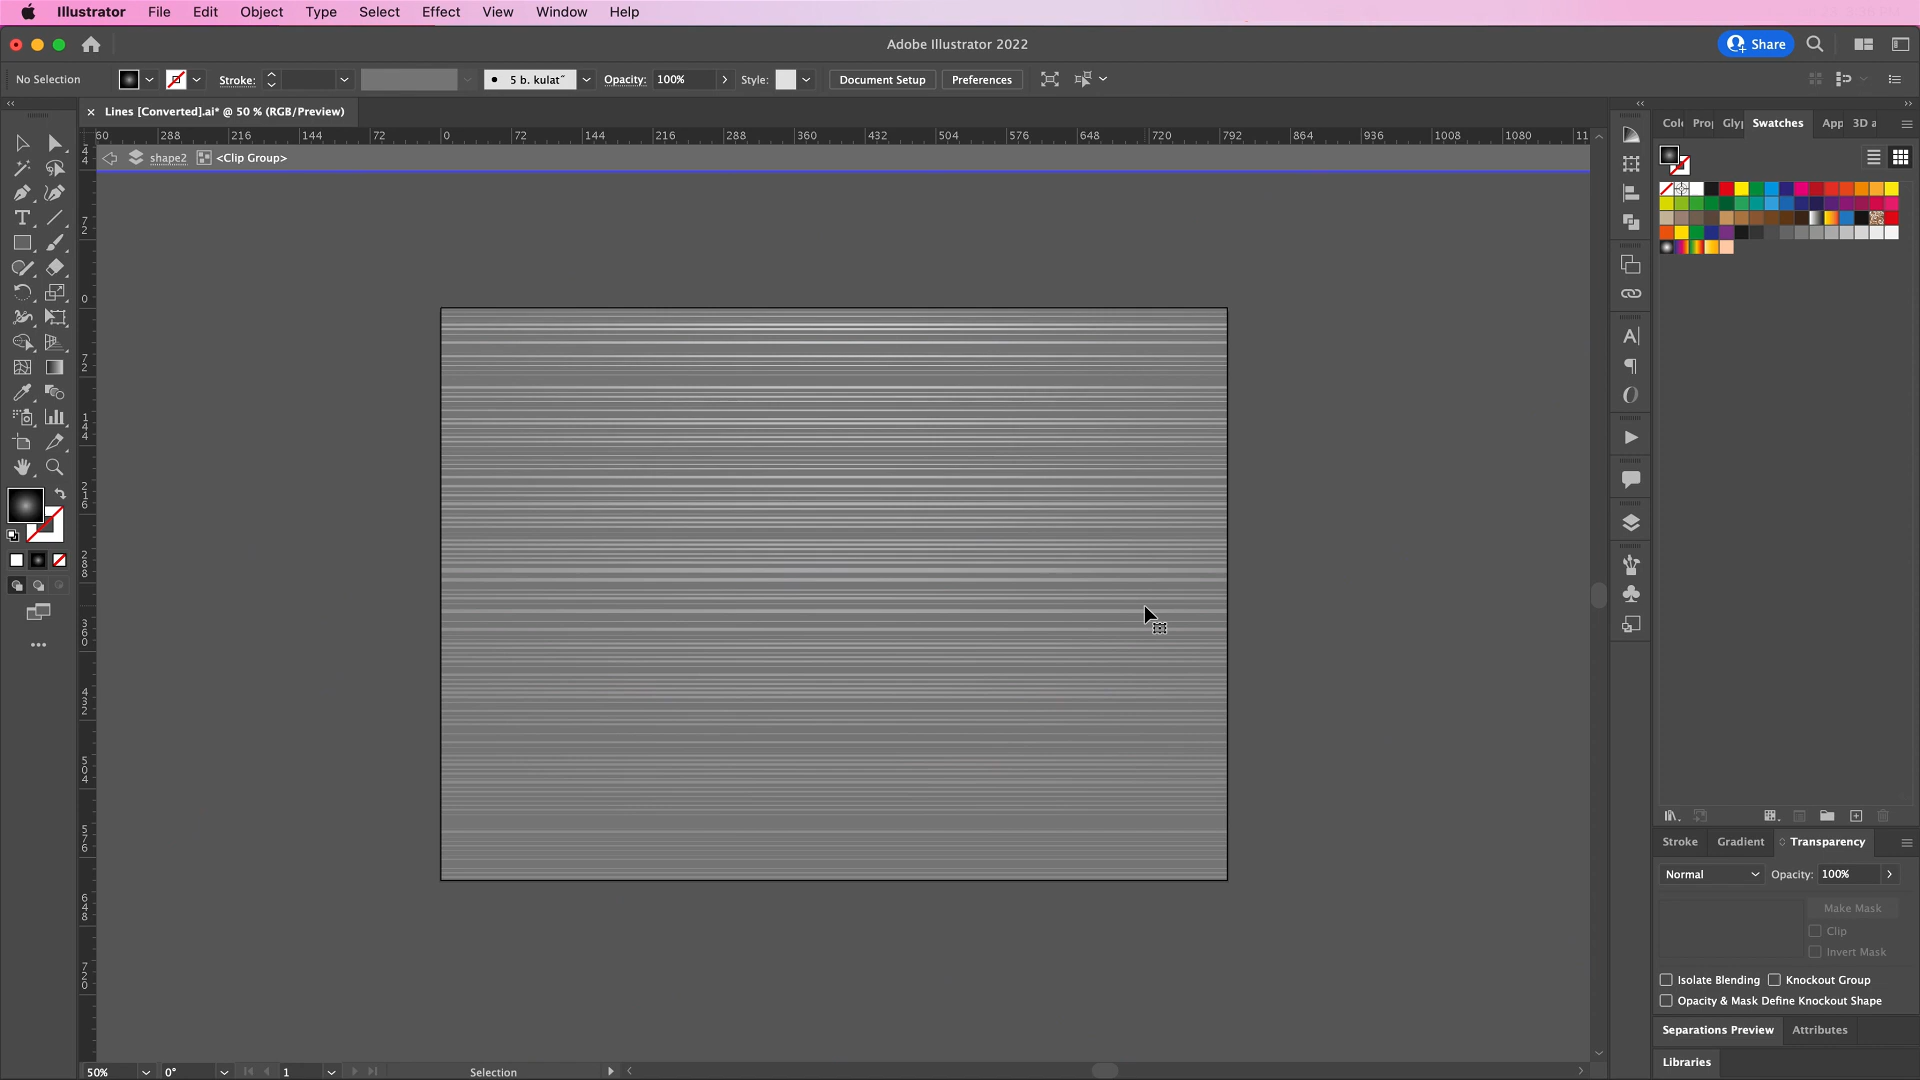 Illustrator File Edit Object Type Select Effect View Window Help
Adobe Illustrator 2022
Share
No Selection Stroke: 5 b. kulat˝ Opacity: 100% Style: Document Setup Preferences
Lines [Converted].ai* @ 50 % (RGB/Preview)
Col Pro Gly Swatches App 3D a
60 288 216 144 72 0 72 144 216 288 360 432 504 576 648 720 792 864 936 1008 1080 11
shape2 <Clip Group>
4
4
7
2
0
7
2
1
4
4
2
1
6
2
8
8
3
6
0
4
3
2
5
0
4
5
7
6
6
4
8
7
2
0
Stroke Gradient Transparency
Normal Opacity: 100%
Make Mask
Clip
Invert Mask
Isolate Blending Knockout Group
Opacity & Mask Define Knockout Shape
Separations Preview Attributes
Libraries
50% 0° 1 Selection